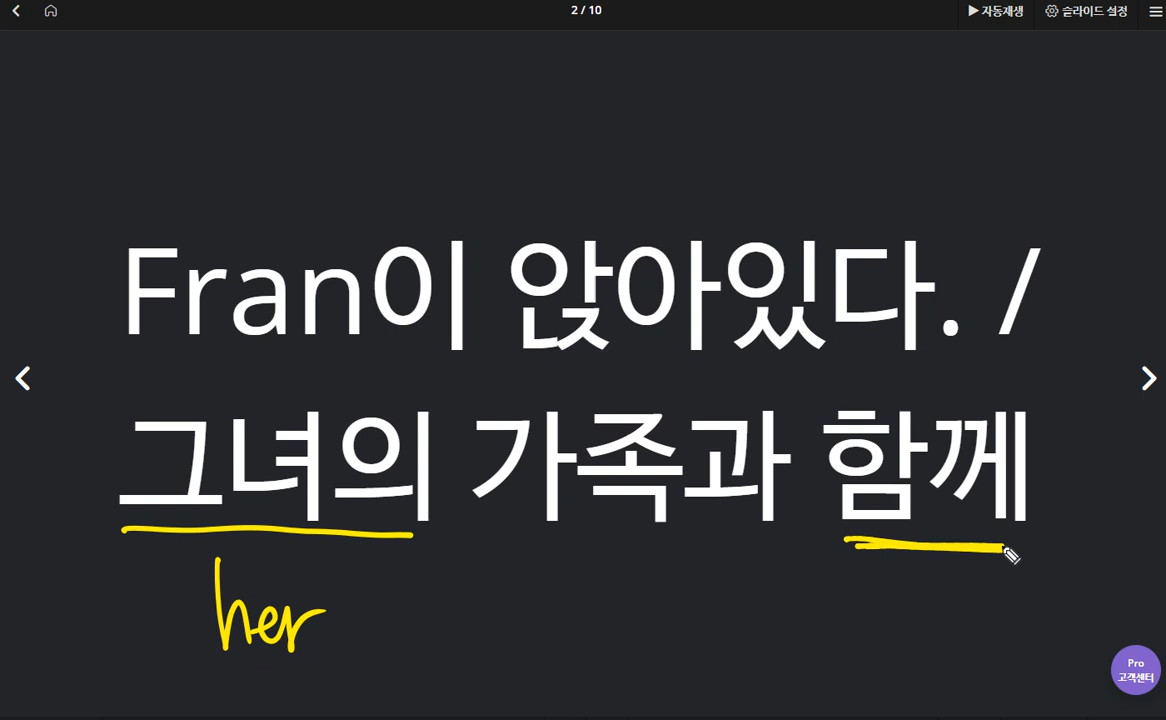 2 / 10
자동재생
슬라이드 설정
Fran이 앉아있다. /
그녀의 가족과 함께
her
Pro
고객센터